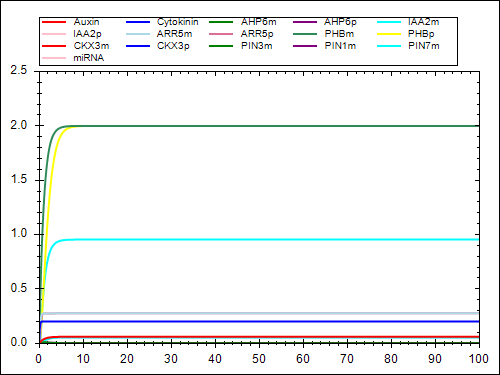 Auxin Cytokinin AHP6m AHP6p IAA2m
IAA2p ARR5m ARR5p PHBm PHBp
CKX3m CKX3p PIN3m PIN1m PIN7m
miRNA
2.5
2.0
1.5
1.0
0.5
0.0
0 10 20 30 40 50 60 70 80 90 100